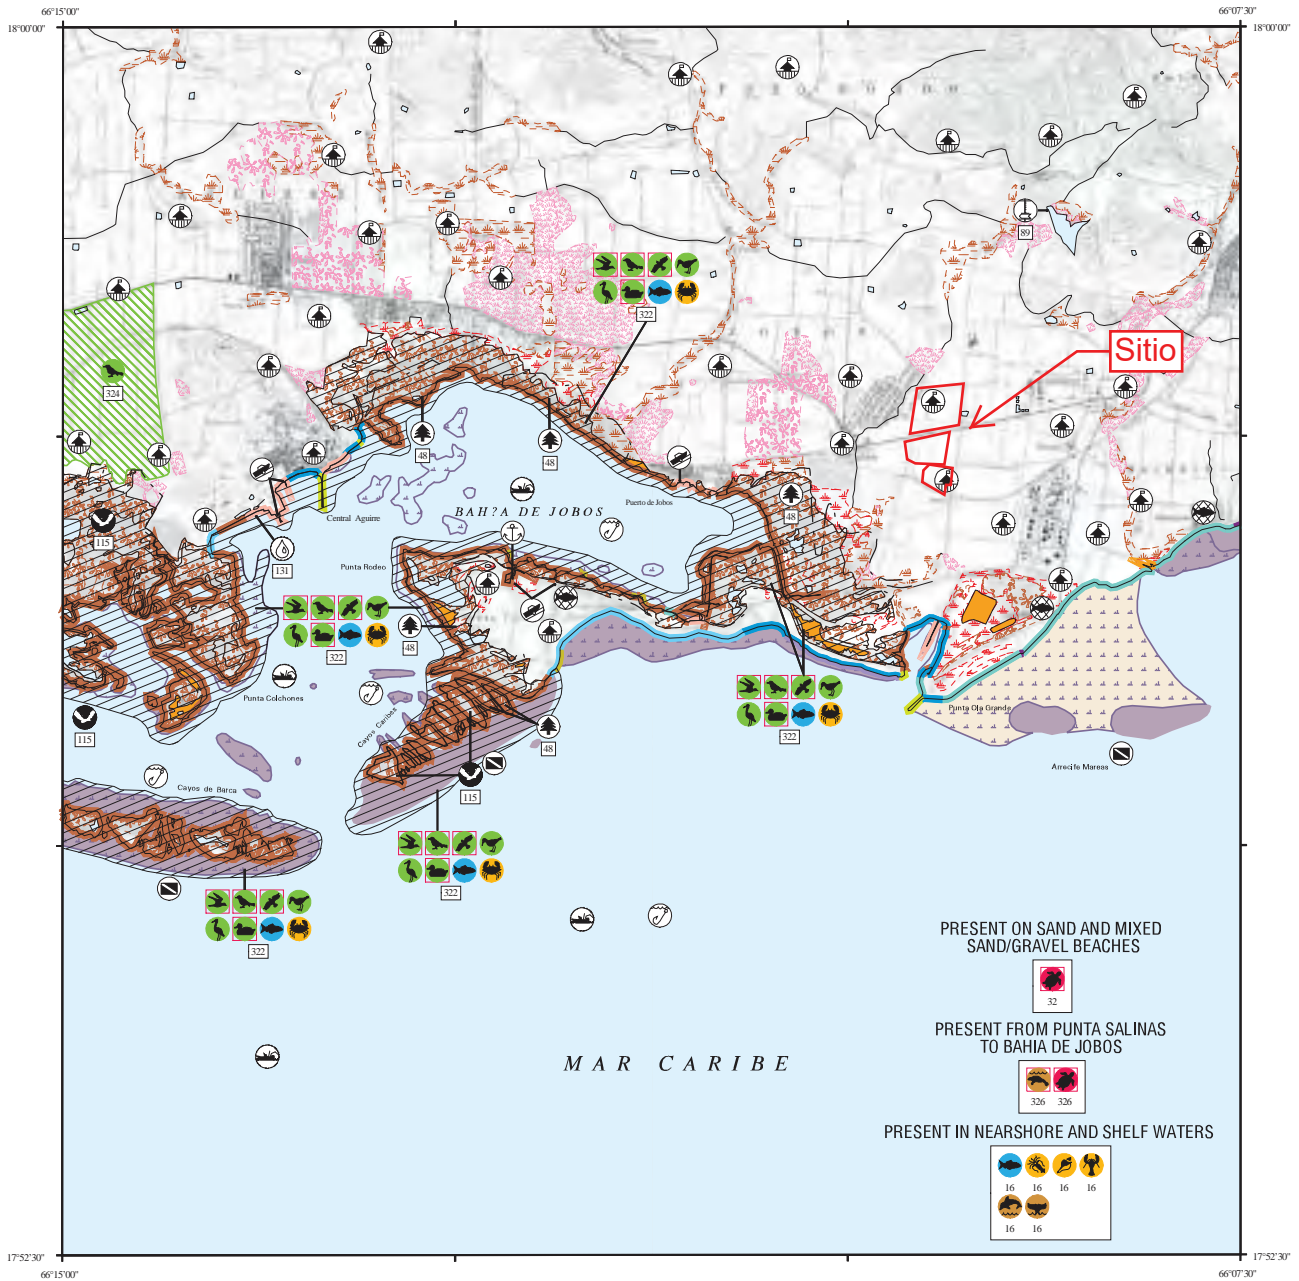 66°15'00"
66°07'30"
18°00'00"
18°00'00"
89
322
Sitio
324
48
48
Puerto de Jobos
BAH?A DE JOBOS
48
Central Aguirre
115
131
Punta Rodeo
322
48
Punta Colchones
115
Cayos Caribes
48
322
Punta Ola Grande
Arrecife Mareas
115
Cayos de Barca
322
322
PRESENT ON SAND AND MIXED
SAND/GRAVEL BEACHES
32
PRESENT FROM PUNTA SALINAS
TO BAHIA DE JOBOS
326 326
MAR CARIBE
PRESENT IN NEARSHORE AND SHELF WATERS
16 16 16 16
16 16
17°52'30"
17°52'30"
66°15'00"
66°07'30"